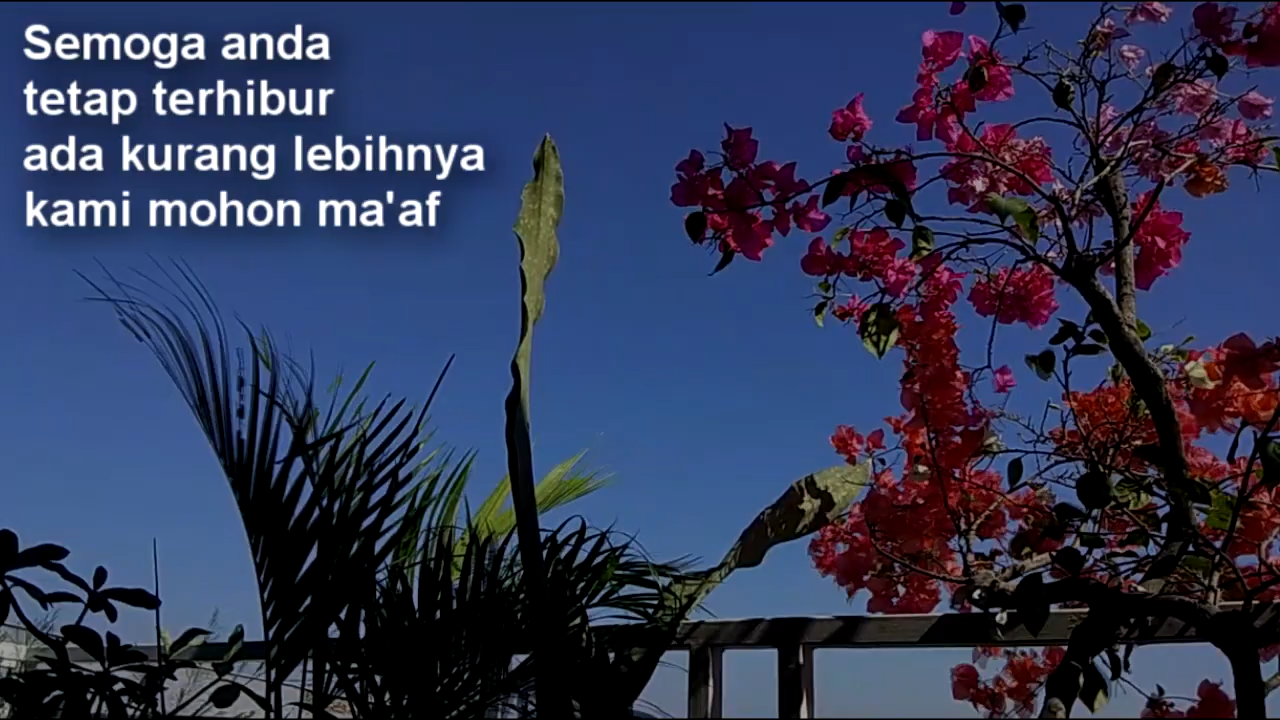 Semoga anda
tetap terhibur
ada kurang lebihnya
kami mohon ma'af